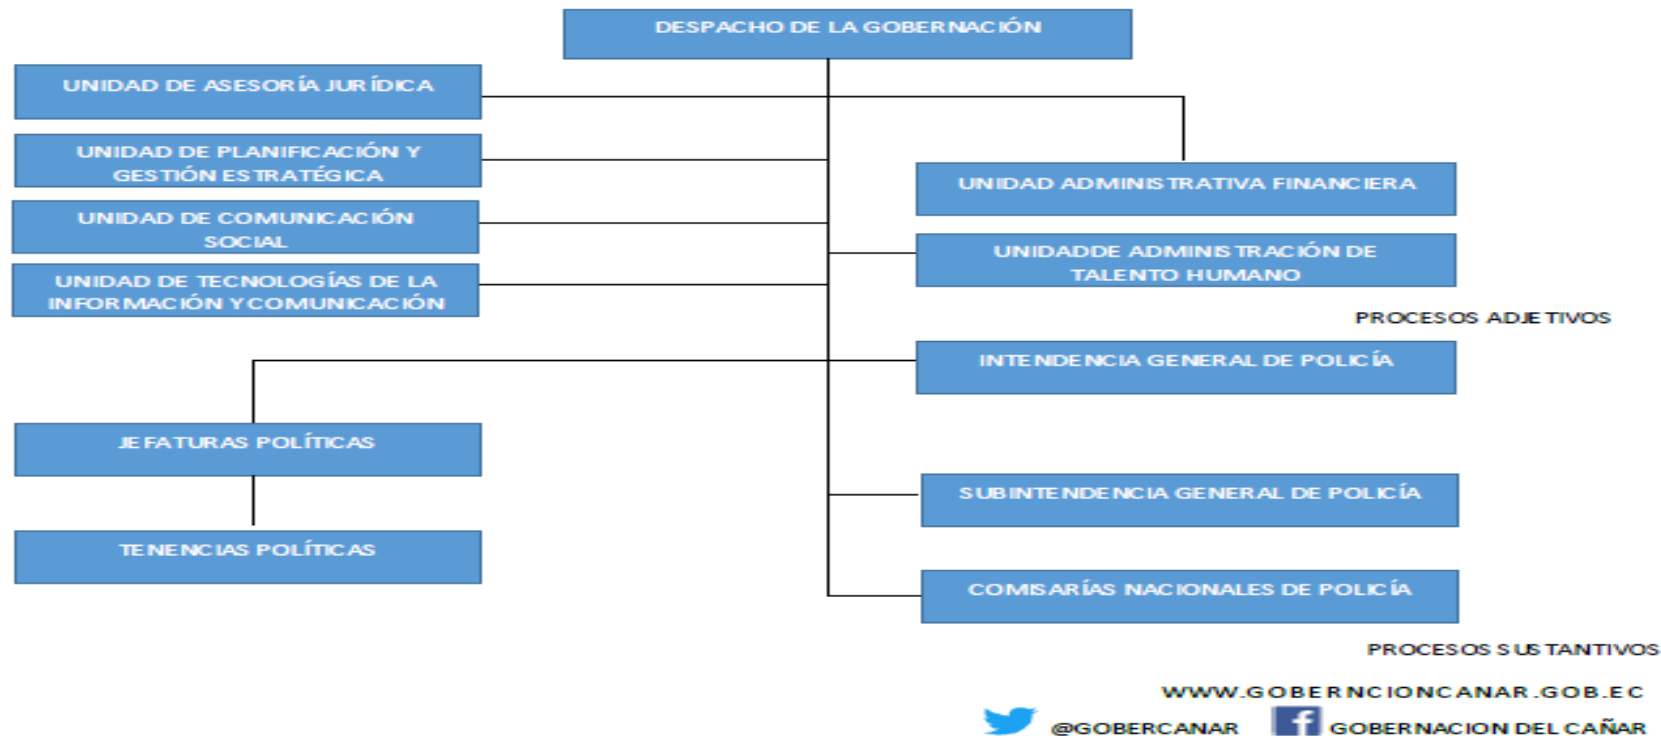 DESPACHO DE LA GOBERNACIÓN
UNIDAD DE ASESORÍA JURÍDICA
UNIDAD DE PLANIFICACIÓN Y
GESTIÓN ESTRATÉGICA
UNIDAD DE COMUNICACIÓN
SOCIAL
UNIDAD DE TECNOLOGÍAS DE LA
INFORMACIÓN Y COMUNICACIÓN
UNIDAD ADMINISTRATIVA FINANCIERA
UNIDADDE ADMINISTRACIÓN DE
TALENTO HUMANO
PROCESOS ADJETIVOS
INTENDENCIA GENERAL DE POLICÍA
JEFATURAS POLÍTICAS
SUBINTENDENCIA GENERAL DE POLICÍA
TENENCIAS POLÍTICAS
COMISARÍAS NACIONALES DE POLICÍA
PROCESOS SUSTANTIVOS
WWW.GOBERNCIONCANAR.GOB.EC
@GOBERCANAR GOBERNACION DEL CAÑAR